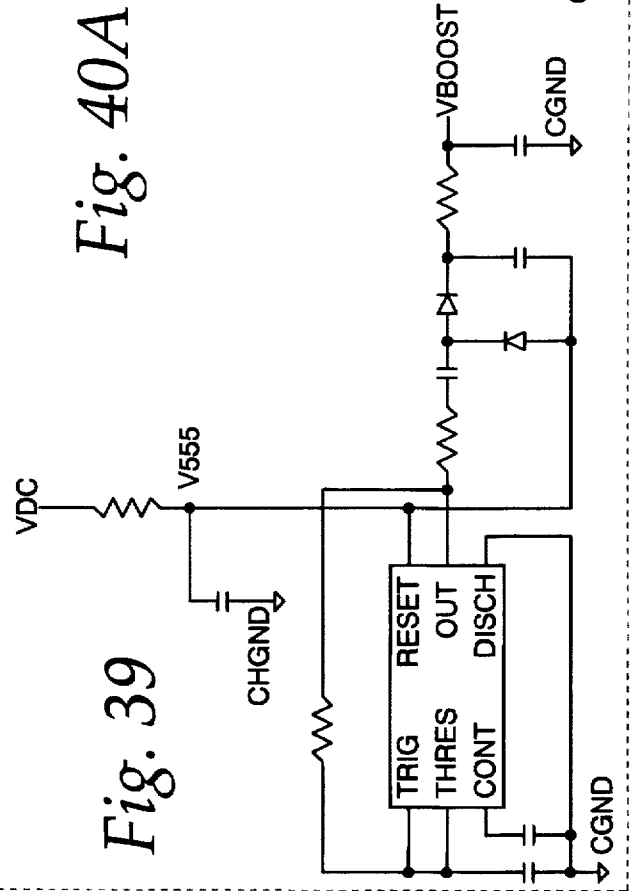 Fig. 39
Fig. 40A
VDC
V555
CHGND
VBOOST
CGND
TRIG
RESET
THRES
OUT
CONT
DISCH
CGND